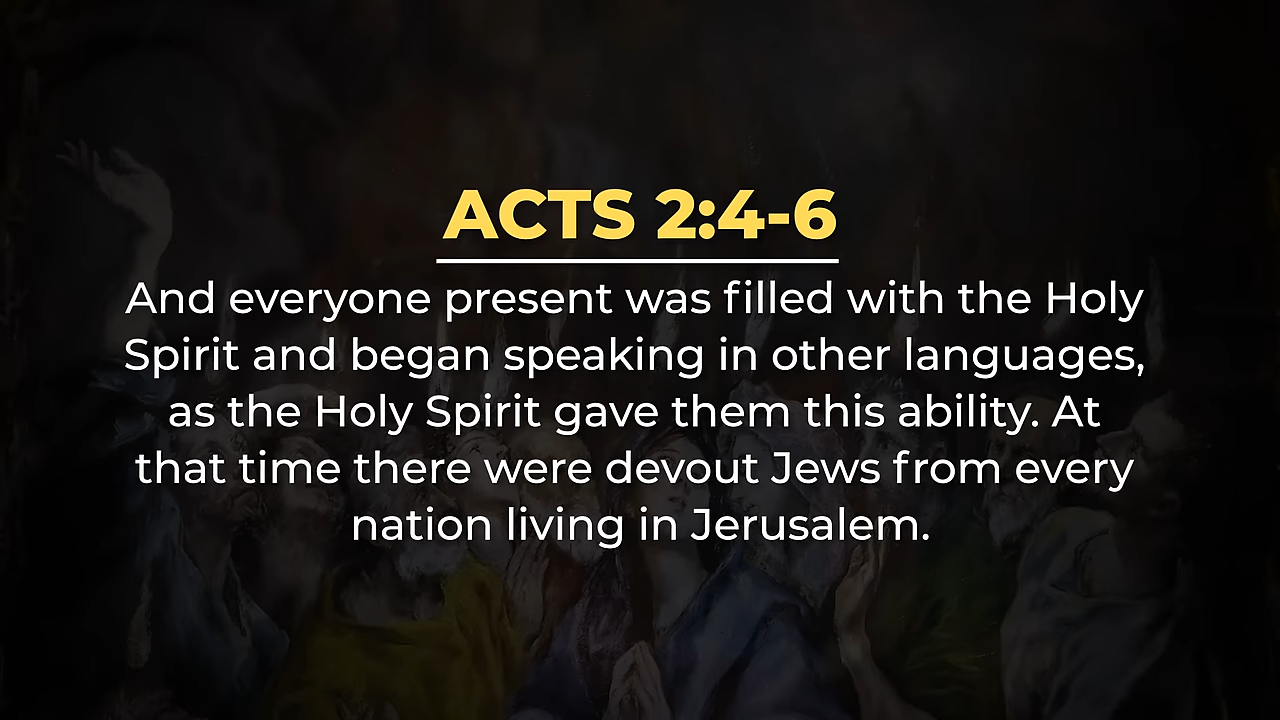 ACTS 2:4-6
And everyone present was filled with the Holy
Spirit and began speaking in other languages,
as the Holy Spirit gave them this ability. At
that time there were devout Jews from every
nation living in Jerusalem.